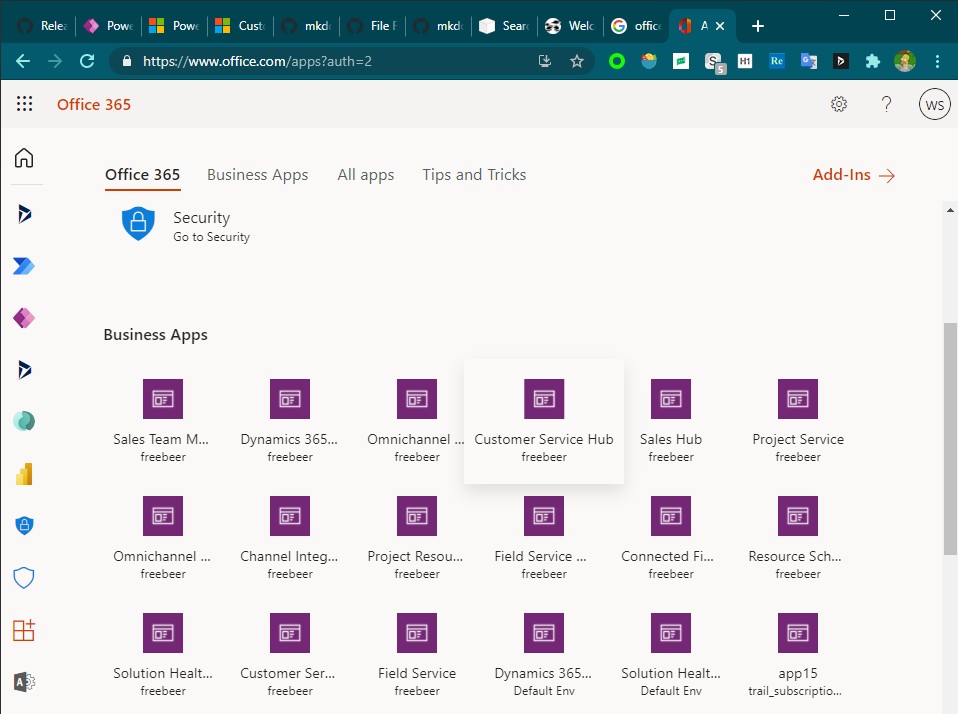 Relea
Powe
Powe
Custo
mkdo
File F
mkdo
Searc
Welc
office
A
https://www.office.com/apps?auth=2
5
H1
Re
Office 365
?
WS
Office 365
Business Apps
All apps
Tips and Tricks
Add-Ins
Security
Go to Security
Business Apps
Sales Team M...
Dynamics 365...
Omnichannel ...
Customer Service Hub
Sales Hub
Project Service
freebeer
freebeer
freebeer
freebeer
freebeer
freebeer
Omnichannel ...
Channel Integ...
Project Resou...
Field Service ...
Connected Fi...
Resource Sch...
freebeer
freebeer
freebeer
freebeer
freebeer
freebeer
Solution Healt...
Customer Ser...
Field Service
Dynamics 365...
Solution Healt...
app15
freebeer
freebeer
freebeer
Default Env
Default Env
trail_subscriptio...
A